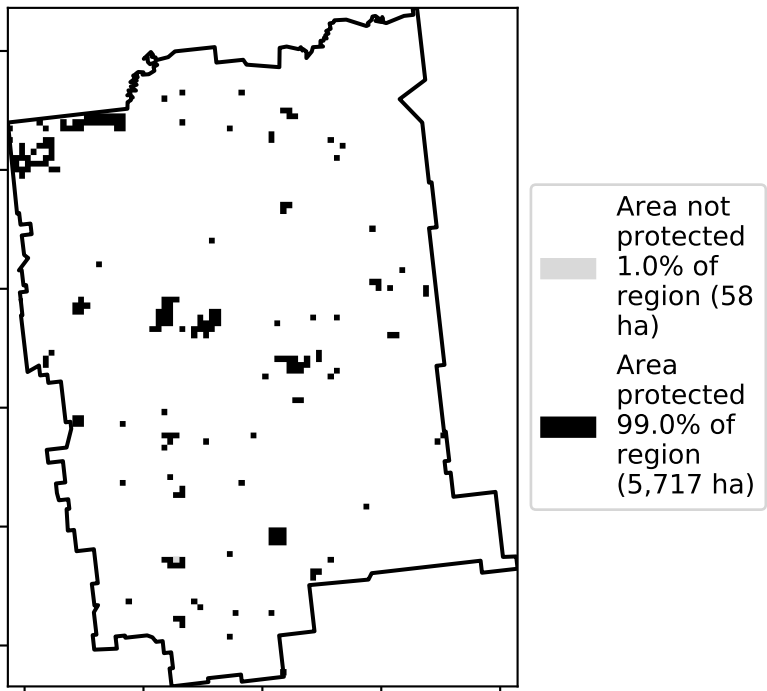 Area not
protected
1.0% of
region (58
ha)
Area
protected
99.0% of
region
(5,717 ha)